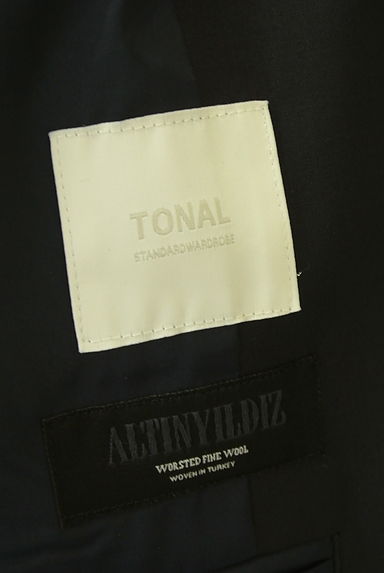 TONAL
STANDARDWARDROBE
ALTINYILDIZ
WORSTED FINE WOOL
WOVEN IN TURKEY